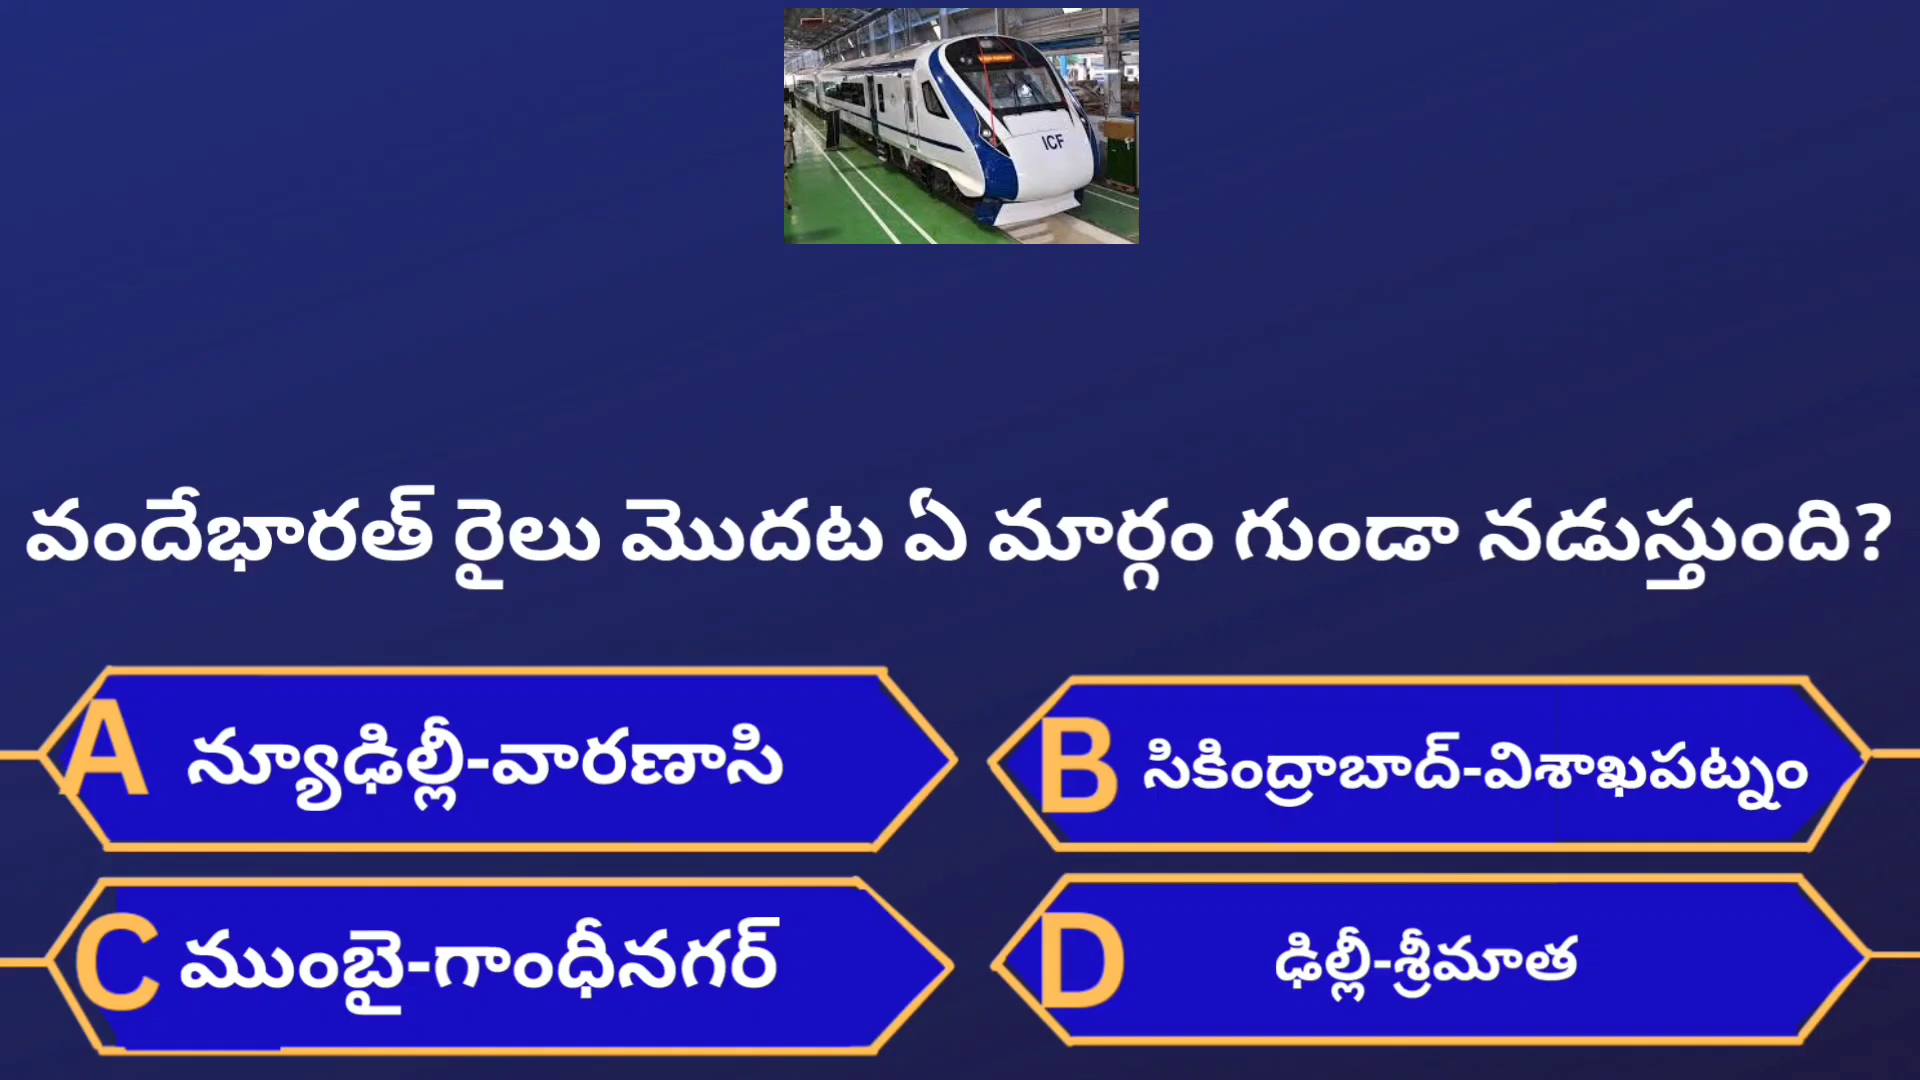 ICF
వందేభారత్ రైలు మొదట ఏ మార్గం గుండా నడుస్తుంది?
A న్యూఢిల్లీ-వారణాసి
B సికింద్రాబాద్-విశాఖపట్నం
C ముంబై-గాంధీనగర్
D ఢిల్లీ-శ్రీమాత